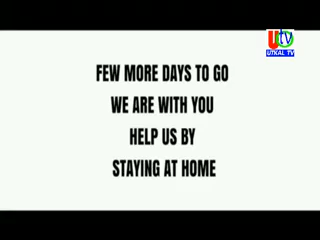 UTV
UTKAL TV
FEW MORE DAYS TO GO
WE ARE WITH YOU
HELP US BY
STAYING AT HOME